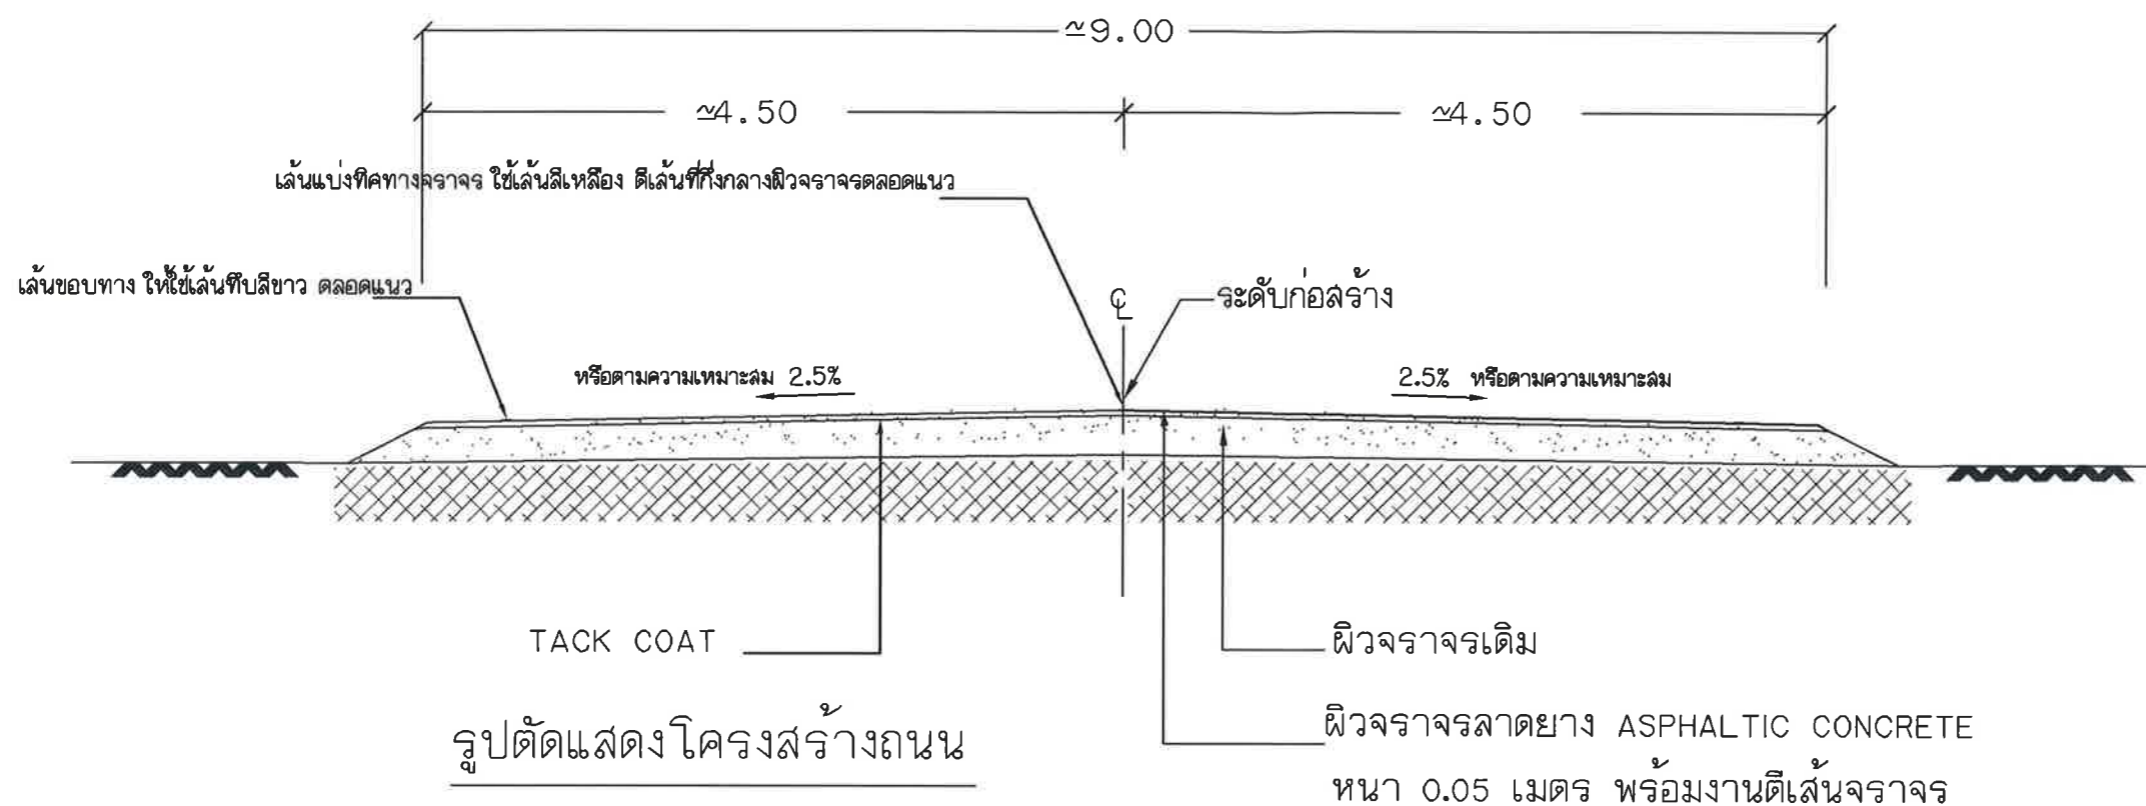 ≃9.00
≃4.50 ≃4.50
เส้นแบ่งทิศทางจราจร ใช้เส้นสีเหลือง ตีเส้นที่กึ่งกลางผิวจราจรตลอดแนว
เส้นขอบทาง ให้ใช้เส้นทึบสีขาว ตลอดแนว
℄ ระดับก่อสร้าง
หรือตามความเหมาะสม 2.5% 2.5% หรือตามความเหมาะสม
TACK COAT ผิวจราจรเดิม
รูปตัดแสดงโครงสร้างถนน
ผิวจราจรลาดยาง ASPHALTIC CONCRETE
หนา 0.05 เมตร พร้อมงานตีเส้นจราจร